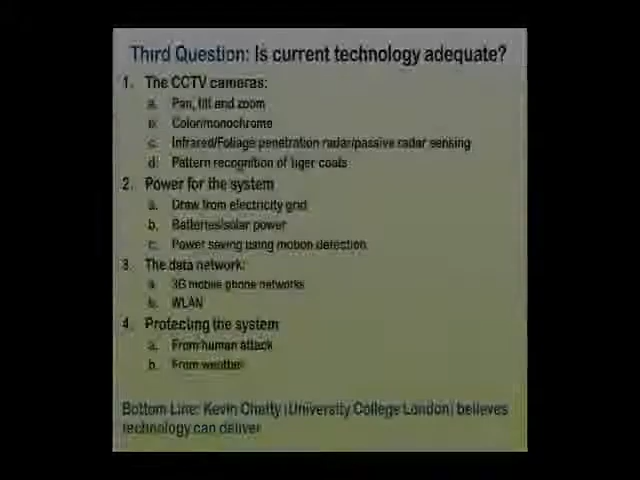 Third Question: Is current technology adequate?
1. The CCTV cameras:
a. Pan, tilt and zoom
b. Color/monochrome
c. Infrared/Foliage penetration radar/passive radar sensing
d. Pattern recognition of tiger coats
2. Power for the system
a. Draw from electricity grid
b. Batteries/solar power
c. Power saving using motion detection
3. The data network:
a. 3G mobile phone networks
b. WLAN
4. Protecting the system
a. From human attack
b. From weather
Bottom Line: Kevin Chetty (University College London) believes
technology can deliver